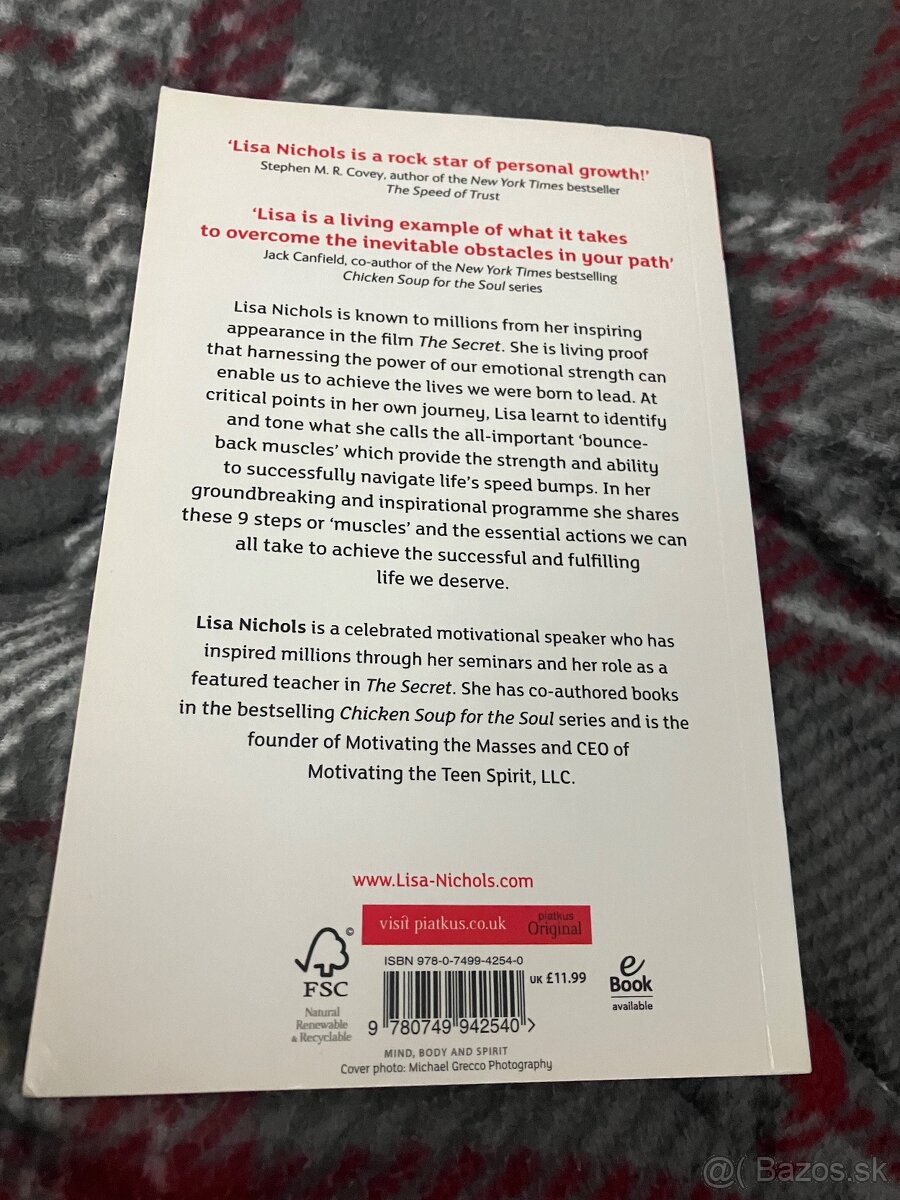 ‘Lisa Nichols is a rock star of personal growth!’
Stephen M. R. Covey, author of the New York Times bestseller
The Speed of Trust
‘Lisa is a living example of what it takes
to overcome the inevitable obstacles in your path’
Jack Canfield, co-author of the New York Times bestselling
Chicken Soup for the Soul series
Lisa Nichols is known to millions from her inspiring
appearance in the film The Secret. She is living proof
that harnessing the power of our emotional strength can
enable us to achieve the lives we were born to lead. At
critical points in her own journey, Lisa learnt to identify
and tone what she calls the all-important ‘bounce-
back muscles’ which provide the strength and ability
to successfully navigate life’s speed bumps. In her
groundbreaking and inspirational programme she shares
these 9 steps or ‘muscles’ and the essential actions we can
all take to achieve the successful and fulfilling
life we deserve.
Lisa Nichols is a celebrated motivational speaker who has
inspired millions through her seminars and her role as a
featured teacher in The Secret. She has co-authored books
in the bestselling Chicken Soup for the Soul series and is the
founder of Motivating the Masses and CEO of
Motivating the Teen Spirit, LLC.
www.Lisa-Nichols.com
visit piatkus.co.uk
piatkus
Original
©
FSC
Natural
Renewable
& Recyclable
ISBN 978-0-7499-4254-0
9 780749 942540 >
UK £11.99
e
Book
available
MIND, BODY AND SPIRIT
Cover photo: Michael Grecco Photography
@( Bazos.sk